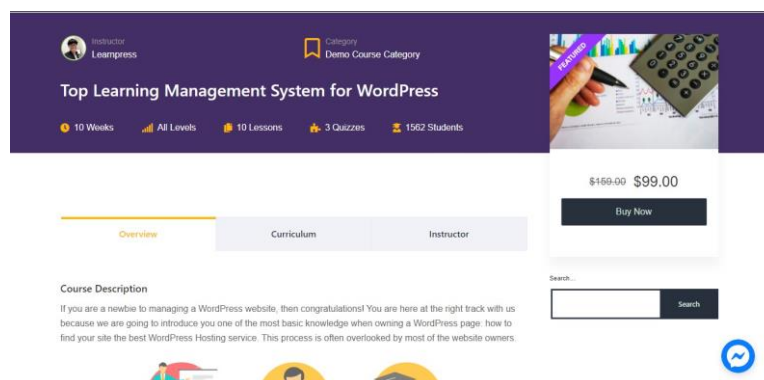 Instructor
Learnpress
Category
Demo Course Category
FEATURED
Top Learning Management System for WordPress
10 Weeks
All Levels
10 Lessons
3 Quizzes
1562 Students
$159.00 $99.00
Buy Now
Overview
Curriculum
Instructor
Search...
Search
Course Description
If you are a newbie to managing a WordPress website, then congratulations! You are here at the right track with us
because we are going to introduce you one of the most basic knowledge when owning a WordPress page: how to
find your site the best WordPress Hosting service. This process is often overlooked by most of the website owners.